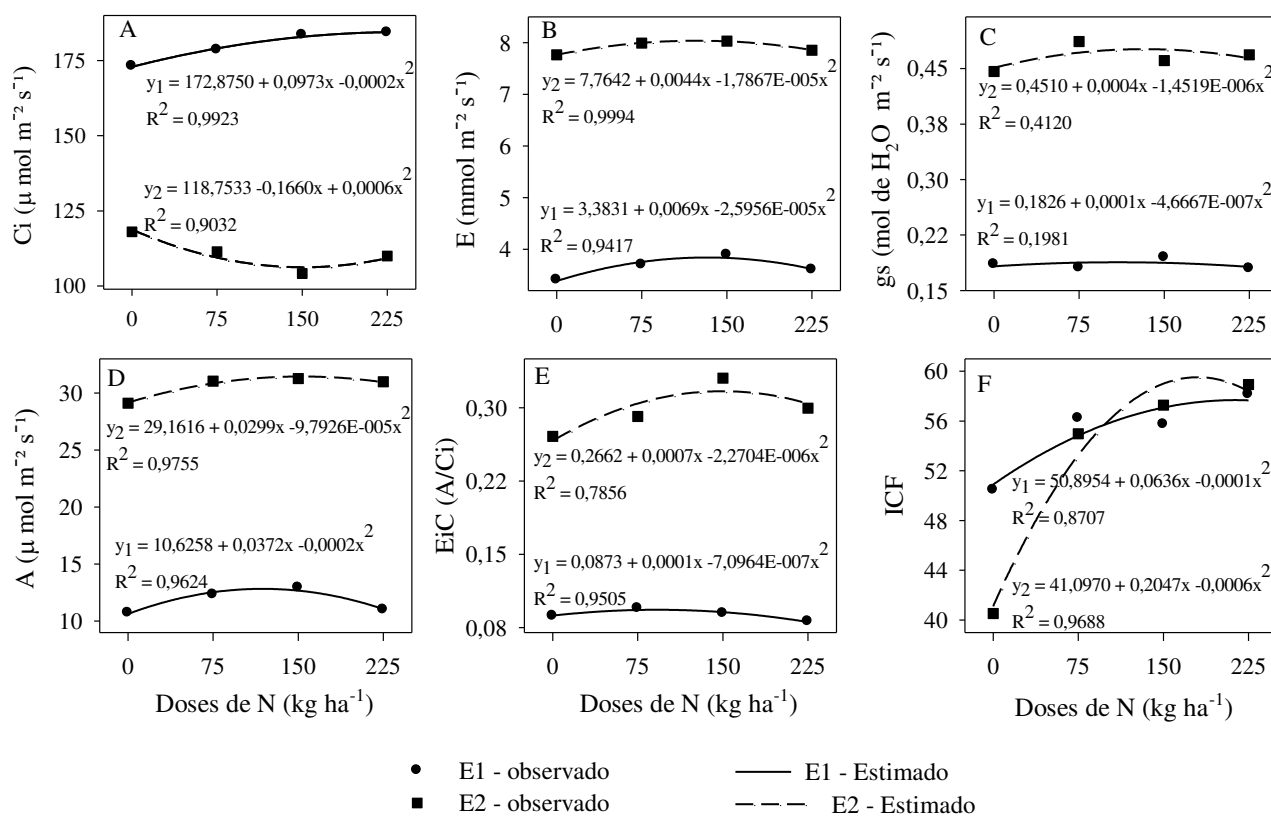 A
Ci (µ mol m⁻² s⁻¹)
175
150
125
100
y₁ = 172,8750 + 0,0973x -0,0002x²
R² = 0,9923
y₂ = 118,7533 -0,1660x + 0,0006x²
R² = 0,9032
0 75 150 225
B
E (mmol m⁻² s⁻¹)
8
7
6
5
4
y₂ = 7,7642 + 0,0044x -1,7867E-005x²
R² = 0,9994
y₁ = 3,3831 + 0,0069x -2,5956E-005x²
R² = 0,9417
0 75 150 225
C
gs (mol de H₂O m⁻² s⁻¹)
0,45
0,38
0,30
0,22
0,15
y₂ = 0,4510 + 0,0004x -1,4519E-006x²
R² = 0,4120
y₁ = 0,1826 + 0,0001x -4,6667E-007x²
R² = 0,1981
0 75 150 225
D
A (µ mol m⁻² s⁻¹)
30
25
20
15
10
y₂ = 29,1616 + 0,0299x -9,7926E-005x²
R² = 0,9755
y₁ = 10,6258 + 0,0372x -0,0002x²
R² = 0,9624
0 75 150 225
Doses de N (kg ha⁻¹)
E
EiC (A/Ci)
0,30
0,22
0,15
0,08
y₂ = 0,2662 + 0,0007x -2,2704E-006x²
R² = 0,7856
y₁ = 0,0873 + 0,0001x -7,0964E-007x²
R² = 0,9505
0 75 150 225
Doses de N (kg ha⁻¹)
F
ICF
60
56
52
48
44
40
y₁ = 50,8954 + 0,0636x -0,0001x²
R² = 0,8707
y₂ = 41,0970 + 0,2047x -0,0006x²
R² = 0,9688
0 75 150 225
Doses de N (kg ha⁻¹)
E1 - observado
E1 - Estimado
E2 - observado
E2 - Estimado